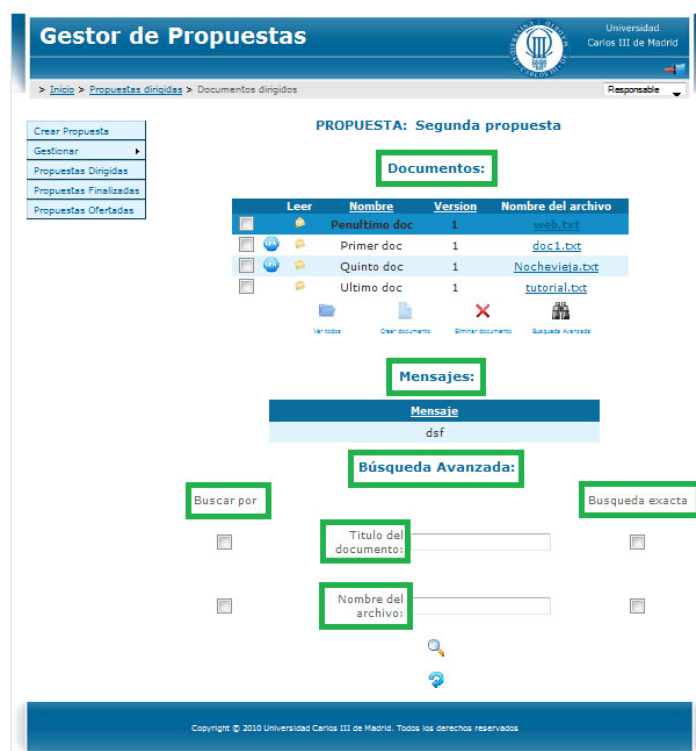 Gestor de Propuestas
Universidad
Carlos III de Madrid
> Inicio > Propuestas dirigidas > Documentos dirigidos
Responsable
Crear Propuesta
Gestionar
Propuestas Dirigidas
Propuestas Finalizadas
Propuestas Ofertadas
PROPUESTA: Segunda propuesta
Documentos:
Leer Nombre Version Nombre del archivo
Penultimo doc 1 web.txt
Primer doc 1 doc1.txt
Quinto doc 1 Nochevieja.txt
Ultimo doc 1 tutorial.txt
Ver todos Crear documento Eliminar documento Busqueda Avanzada
Mensajes:
Mensaje
dsf
Búsqueda Avanzada:
Buscar por
Busqueda exacta
Titulo del
documento:
Nombre del
archivo:
Copyright © 2010 Universidad Carlos III de Madrid. Todos los derechos reservados